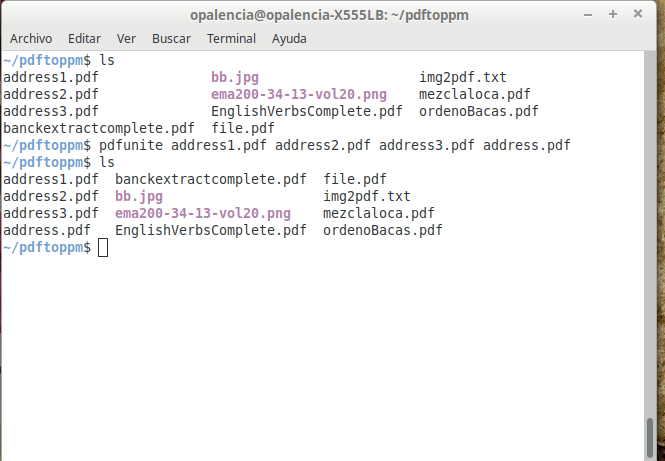 opalencia@opalencia-X555LB: ~/pdftoppm
Archivo Editar Ver Buscar Terminal Ayuda
~/pdftoppm$ ls
address1.pdf bb.jpg img2pdf.txt
address2.pdf ema200-34-13-vol20.png mezclaloca.pdf
address3.pdf EnglishVerbsComplete.pdf ordenoBacas.pdf
banckextractcomplete.pdf file.pdf
~/pdftoppm$ pdfunite address1.pdf address2.pdf address3.pdf address.pdf
~/pdftoppm$ ls
address1.pdf banckextractcomplete.pdf file.pdf
address2.pdf bb.jpg img2pdf.txt
address3.pdf ema200-34-13-vol20.png mezclaloca.pdf
address.pdf EnglishVerbsComplete.pdf ordenoBacas.pdf
~/pdftoppm$